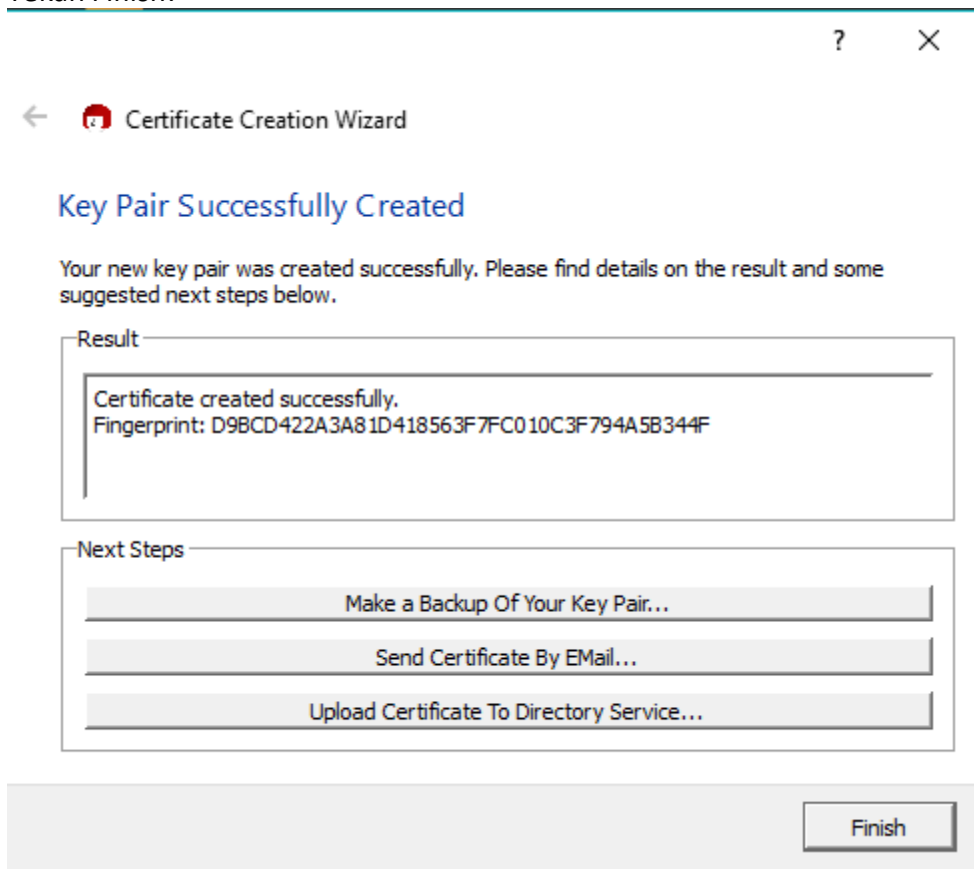 ?
Certificate Creation Wizard
Key Pair Successfully Created
Your new key pair was created successfully. Please find details on the result and some
suggested next steps below.
Result
Certificate created successfully.
Fingerprint: D9BCD422A3A81D418563F7FC010C3F794A5B344F
Next Steps
Make a Backup Of Your Key Pair...
Send Certificate By EMail...
Upload Certificate To Directory Service...
Finish